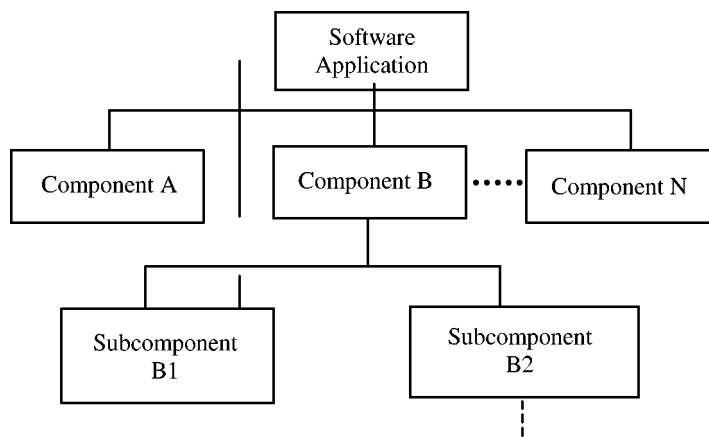 Software
Application
Component A
Component B
Component N
Subcomponent
B1
Subcomponent
B2